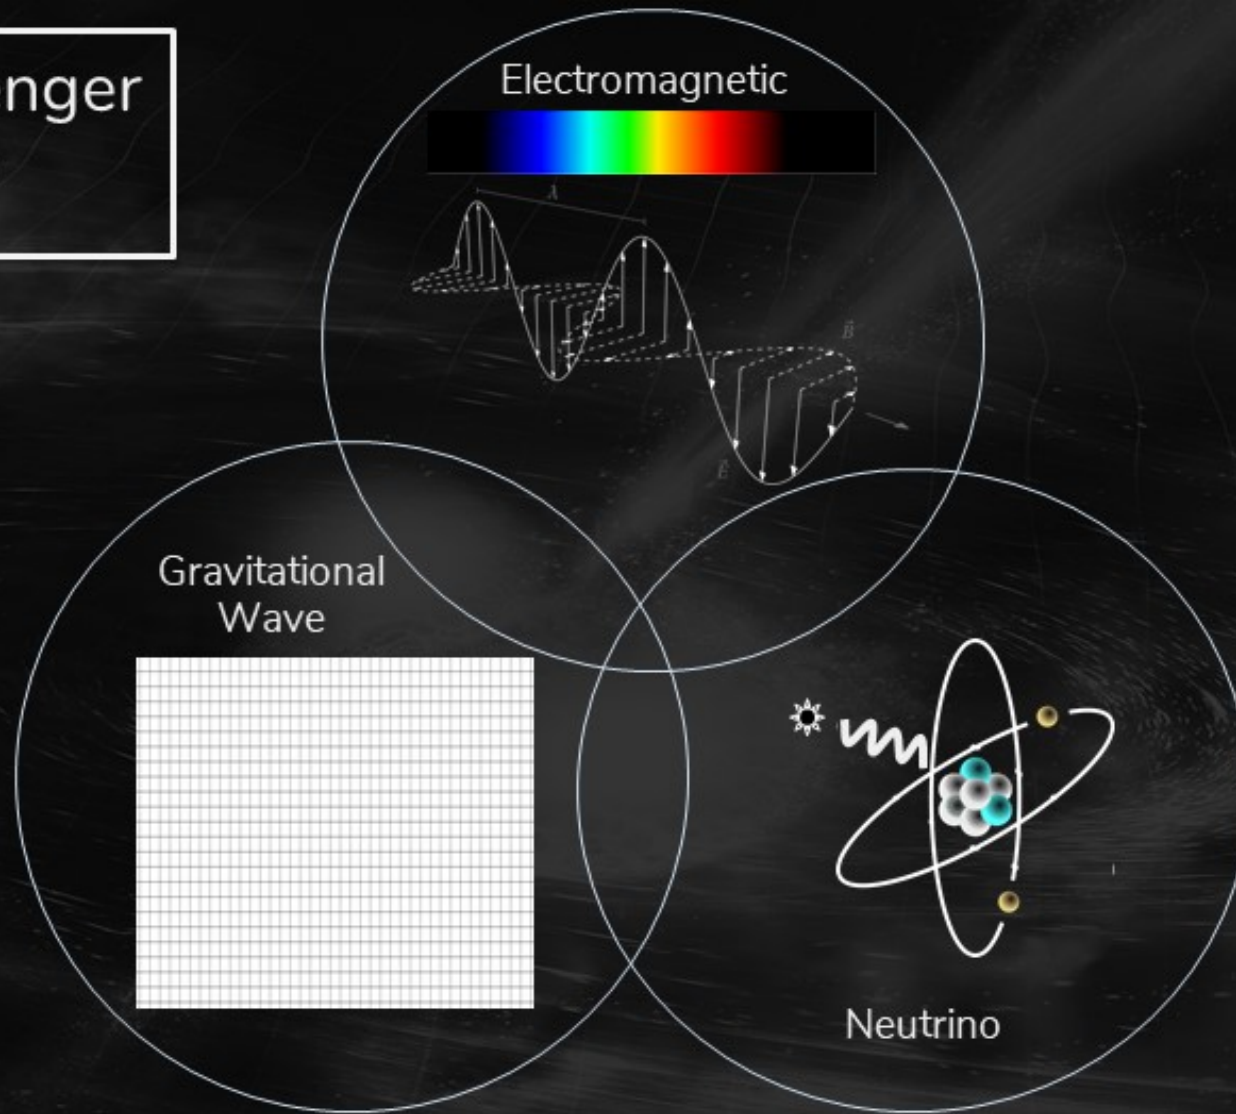 nger
Electromagnetic
λ
B
E
Gravitational
Wave
Neutrino